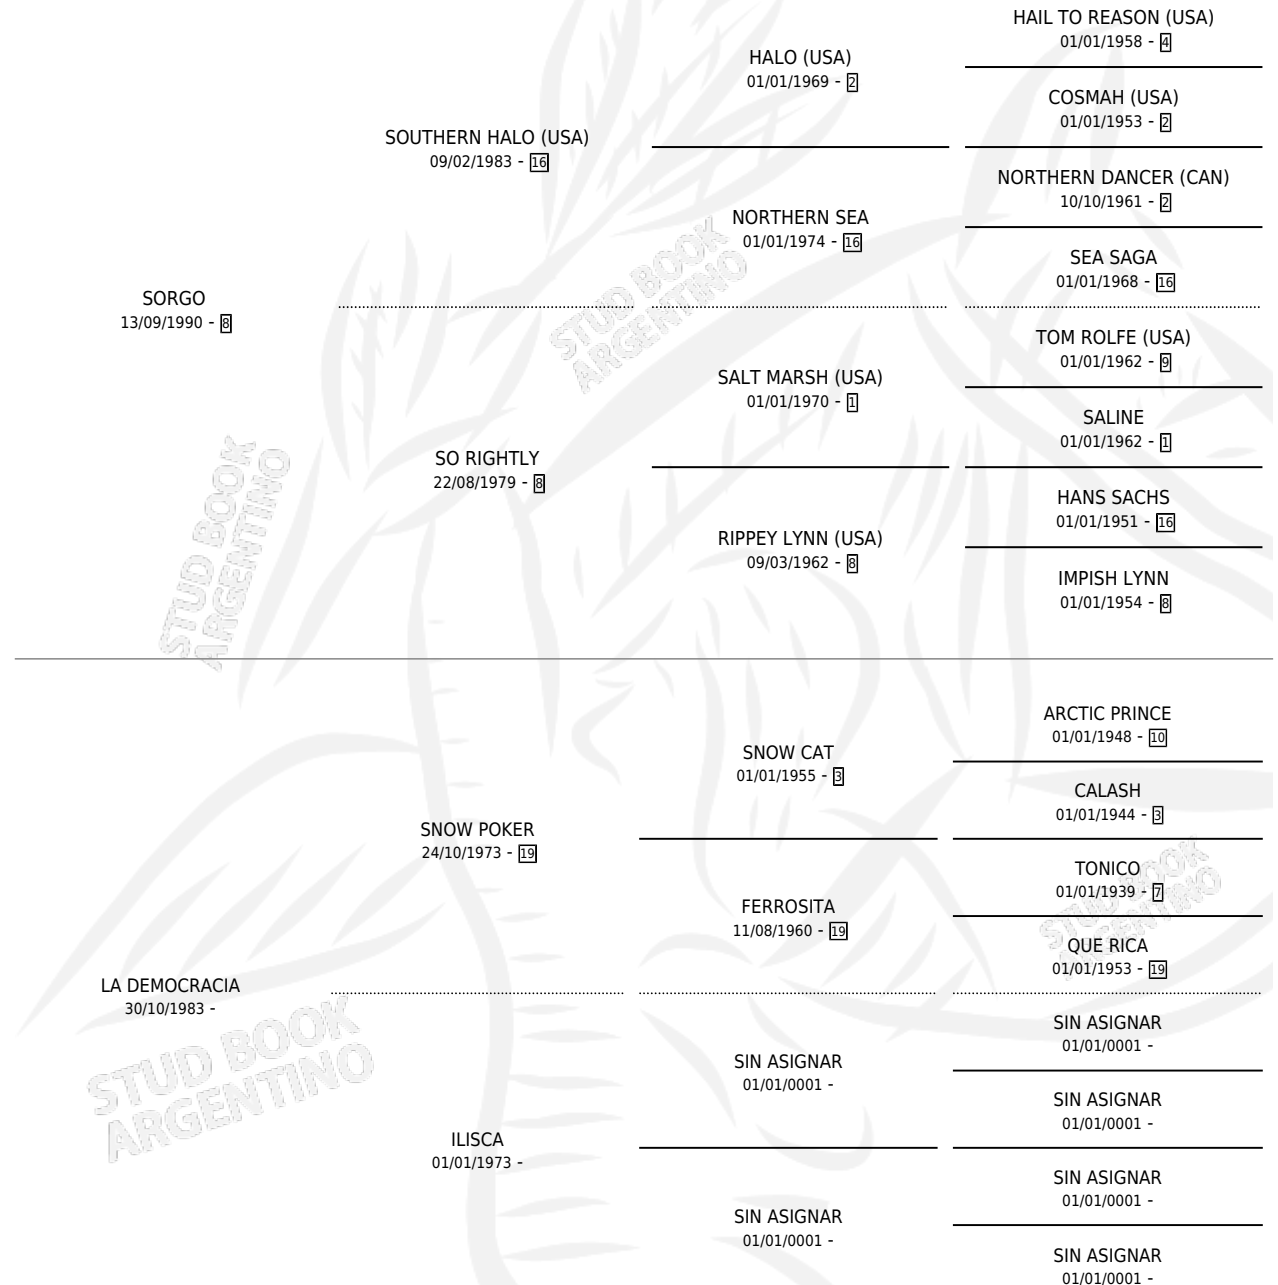 HAIL TO REASON (USA)
01/01/1958 - 4
HALO (USA)
01/01/1969 - 2
COSMAH (USA)
01/01/1953 - 2
SOUTHERN HALO (USA)
09/02/1983 - 16
NORTHERN DANCER (CAN)
10/10/1961 - 2
NORTHERN SEA
01/01/1974 - 16
SEA SAGA
01/01/1968 - 16
STUD BOOK
ARGENTINO
SORGO
13/09/1990 - 8
TOM ROLFE (USA)
01/01/1962 - 9
SALT MARSH (USA)
01/01/1970 - 1
SALINE
01/01/1962 - 1
SO RIGHTLY
22/08/1979 - 8
HANS SACHS
01/01/1951 - 16
RIPPEY LYNN (USA)
09/03/1962 - 8
IMPISH LYNN
01/01/1954 - 8
STUD BOOK
ARGENTINO
ARCTIC PRINCE
01/01/1948 - 10
SNOW CAT
01/01/1955 - 3
CALASH
01/01/1944 - 3
SNOW POKER
24/10/1973 - 19
TONICO
01/01/1939 - 7
FERROSITA
11/08/1960 - 19
STUD BOOK
ARGENTINO
QUE RICA
01/01/1953 - 19
LA DEMOCRACIA
30/10/1983 -
SIN ASIGNAR
01/01/0001 -
STUD BOOK
ARGENTINO
SIN ASIGNAR
01/01/0001 -
SIN ASIGNAR
01/01/0001 -
ILISCA
01/01/1973 -
SIN ASIGNAR
01/01/0001 -
SIN ASIGNAR
01/01/0001 -
SIN ASIGNAR
01/01/0001 -